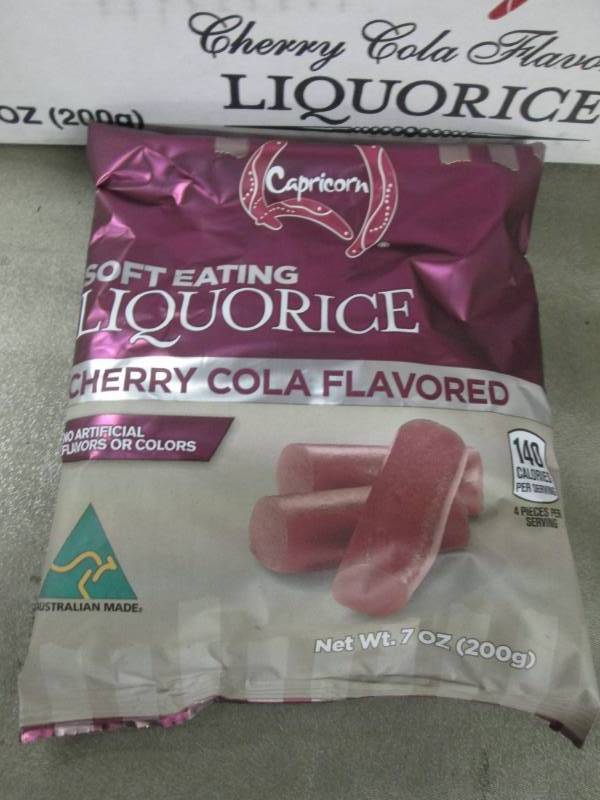 Cherry Cola Flavo
LIQUORICE
OZ (200g)
Capricorn
SOFT EATING
LIQUORICE
CHERRY COLA FLAVORED
NO ARTIFICIAL
FLAVORS OR COLORS
140
CALORIES
PER SERVING
4 PIECES PER
SERVING
AUSTRALIAN MADE
Net Wt. 7 OZ (200g)